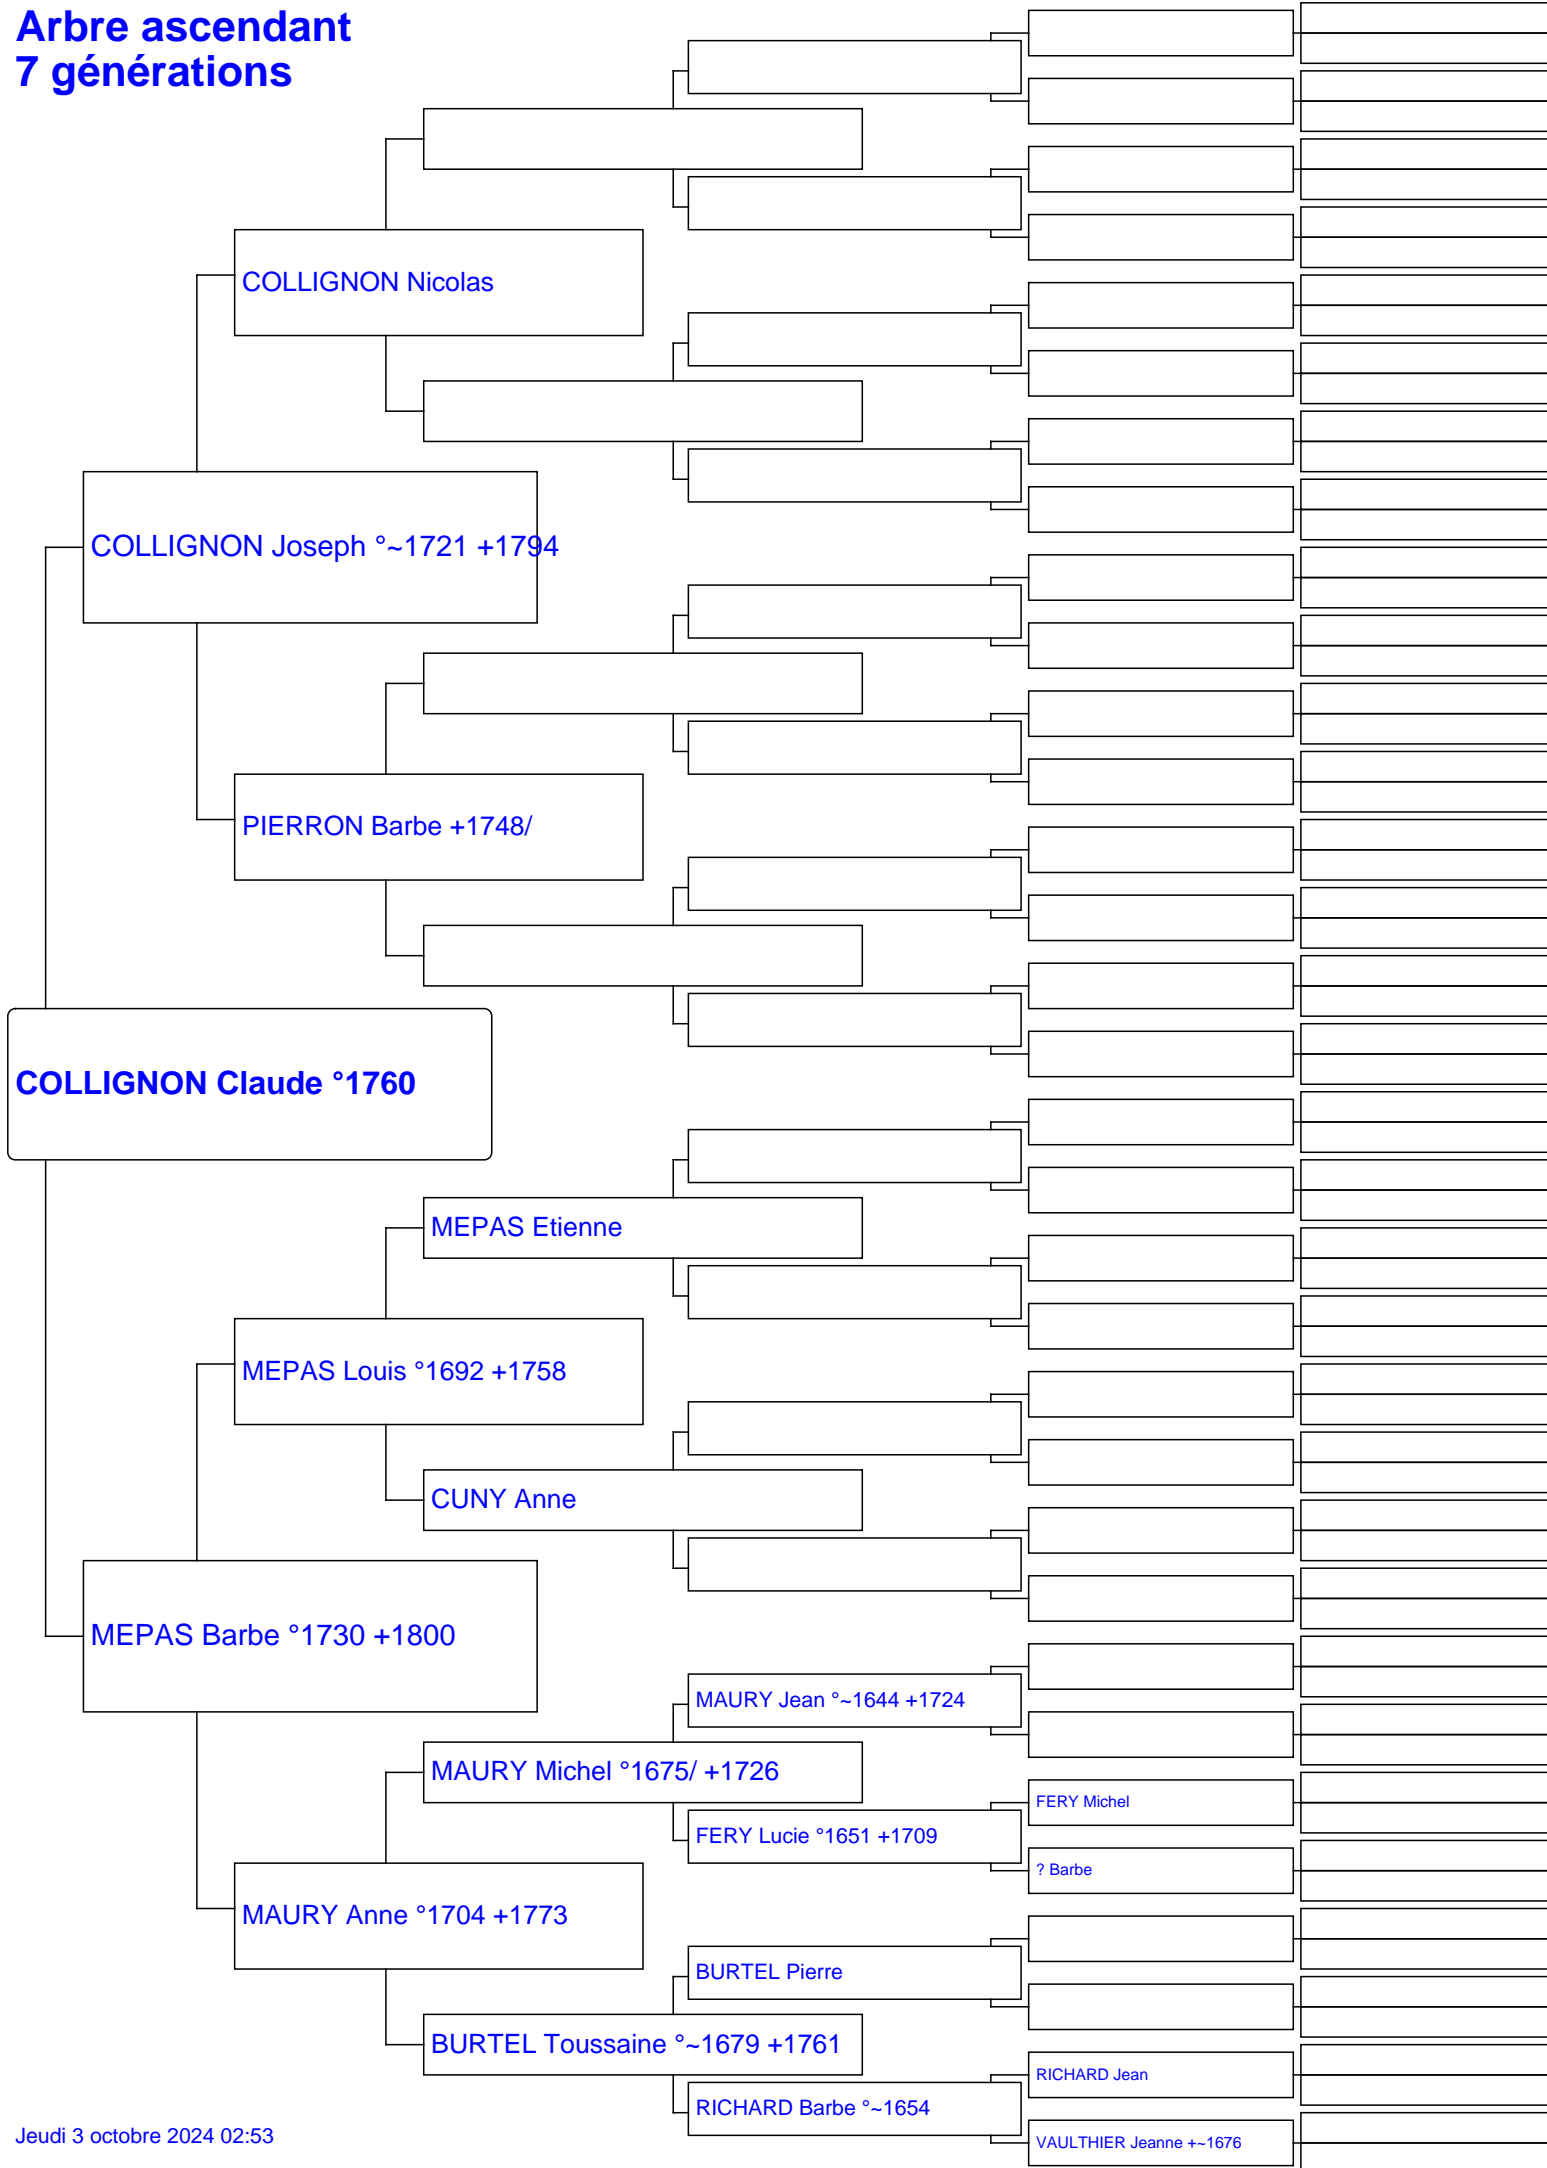 Arbre ascendant
7 générations
COLLIGNON Nicolas
COLLIGNON Joseph °~1721 +1794
PIERRON Barbe +1748/
COLLIGNON Claude °1760
MEPAS Etienne
MEPAS Louis °1692 +1758
CUNY Anne
MEPAS Barbe °1730 +1800
MAURY Jean °~1644 +1724
MAURY Michel °1675/ +1726
FERY Michel
FERY Lucie °1651 +1709
? Barbe
MAURY Anne °1704 +1773
BURTEL Pierre
BURTEL Toussaine °~1679 +1761
RICHARD Jean
RICHARD Barbe °~1654
VAULTHIER Jeanne +~1676
Jeudi 3 octobre 2024 02:53